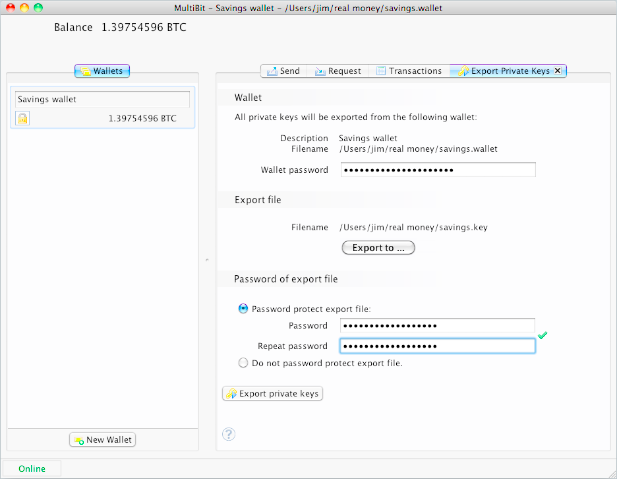 MultiBit - Savings wallet - /Users/jim/real money/savings.wallet
Balance 1.39754596 BTC
Wallets
Send Request Transactions Export Private Keys
Savings wallet
1.39754596 BTC
Wallet
All private keys will be exported from the following wallet:
Description Savings wallet
Filename /Users/jim/real money/savings.wallet
Wallet password
Export file
Filename /Users/jim/real money/savings.key
Export to ...
Password of export file
Password protect export file:
Password
Repeat password
Do not password protect export file.
Export private keys
?
New Wallet
Online